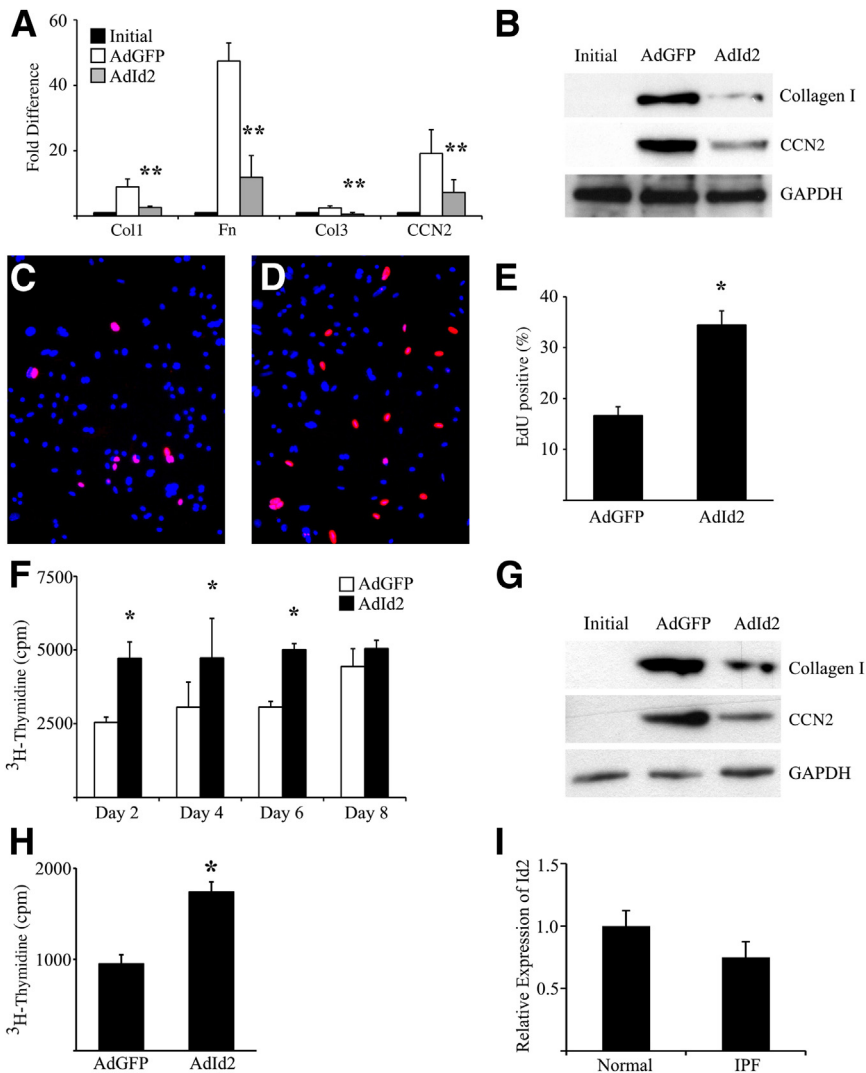 A
60
40
20
Fold Difference
Initial
AdGFP
AdId2
**
**
**
**
Col1 Fn Col3 CCN2
B
Initial AdGFP AdId2
Collagen I
CCN2
GAPDH
C
D
E
40
30
20
10
EdU positive (%)
*
AdGFP AdId2
F
7500
5000
2500
3H-Thymidine (cpm)
AdGFP
AdId2
* * *
Day 2 Day 4 Day 6 Day 8
G
Initial AdGFP AdId2
Collagen I
CCN2
GAPDH
H
2000
1000
3H-Thymidine (cpm)
*
AdGFP AdId2
I
1.5
1.0
0.5
Relative Expression of Id2
Normal IPF